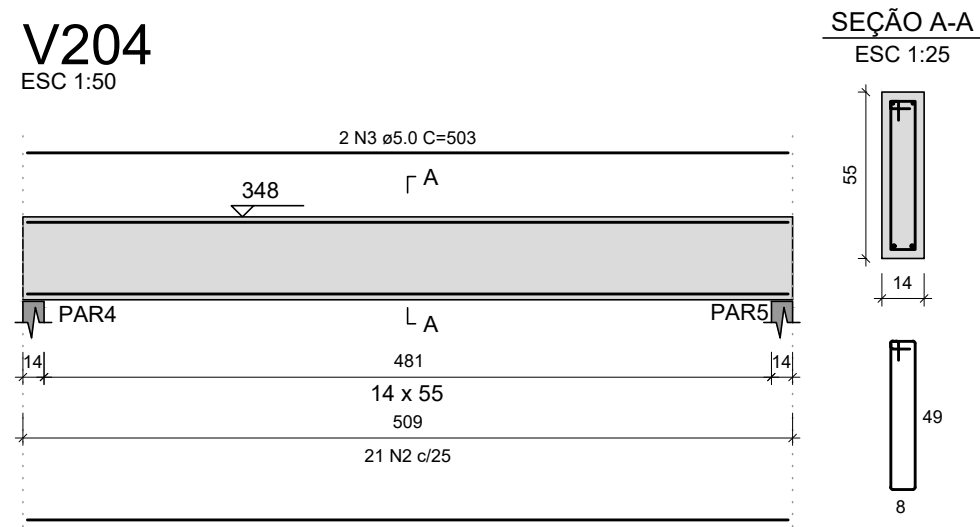 V204
ESC 1:50
SEÇÃO A-A
ESC 1:25
2 N3 ø5.0 C=503
A
348
55
14
PAR4
A
PAR5
14
481
14
14 x 55
509
21 N2 c/25
49
8